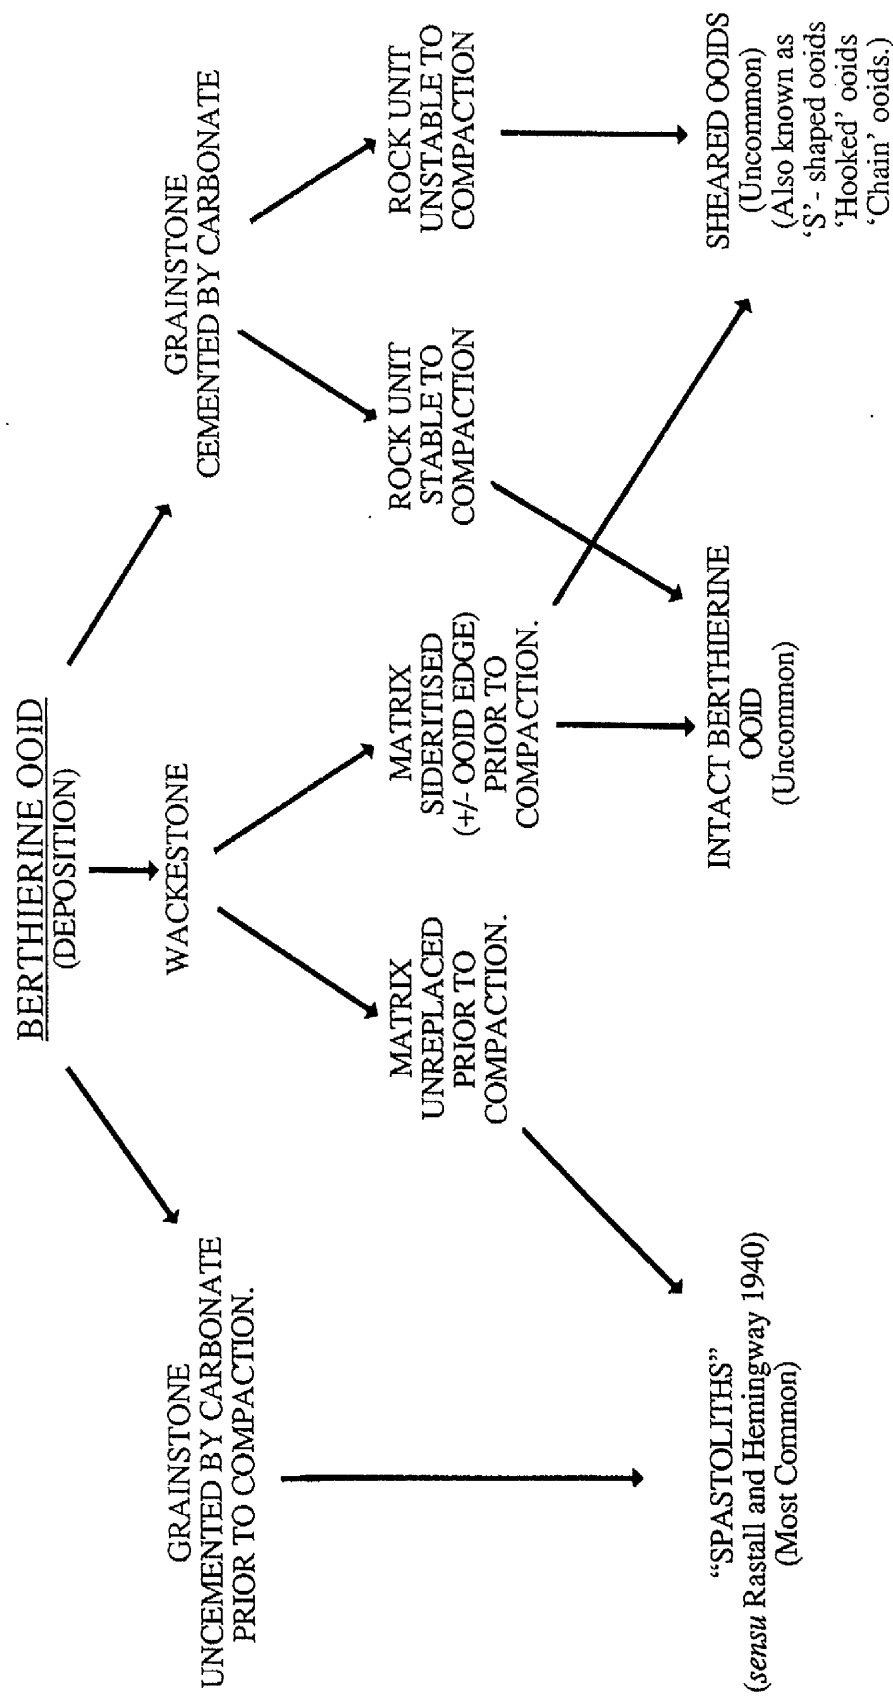 BERTHIERINE OOID
(DEPOSITION)
GRAINSTONE
UNCEMENTED BY CARBONATE
PRIOR TO COMPACTION.
WACKESTONE
GRAINSTONE
CEMENTED BY CARBONATE
MATRIX
UNREPLACED
PRIOR TO
COMPACTION.
MATRIX
SIDERITISED
(+/- OOID EDGE)
PRIOR TO
COMPACTION.
ROCK UNIT
STABLE TO
COMPACTION
ROCK UNIT
UNSTABLE TO
COMPACTION
“SPASTOLITHS”
(sensu Rastall and Hemingway 1940)
(Most Common)
INTACT BERTHIERINE
OOID
(Uncommon)
SHEARED OOIDS
(Uncommon)
(Also known as
‘S’ - shaped ooids
‘Hooked’ ooids
‘Chain’ ooids.)